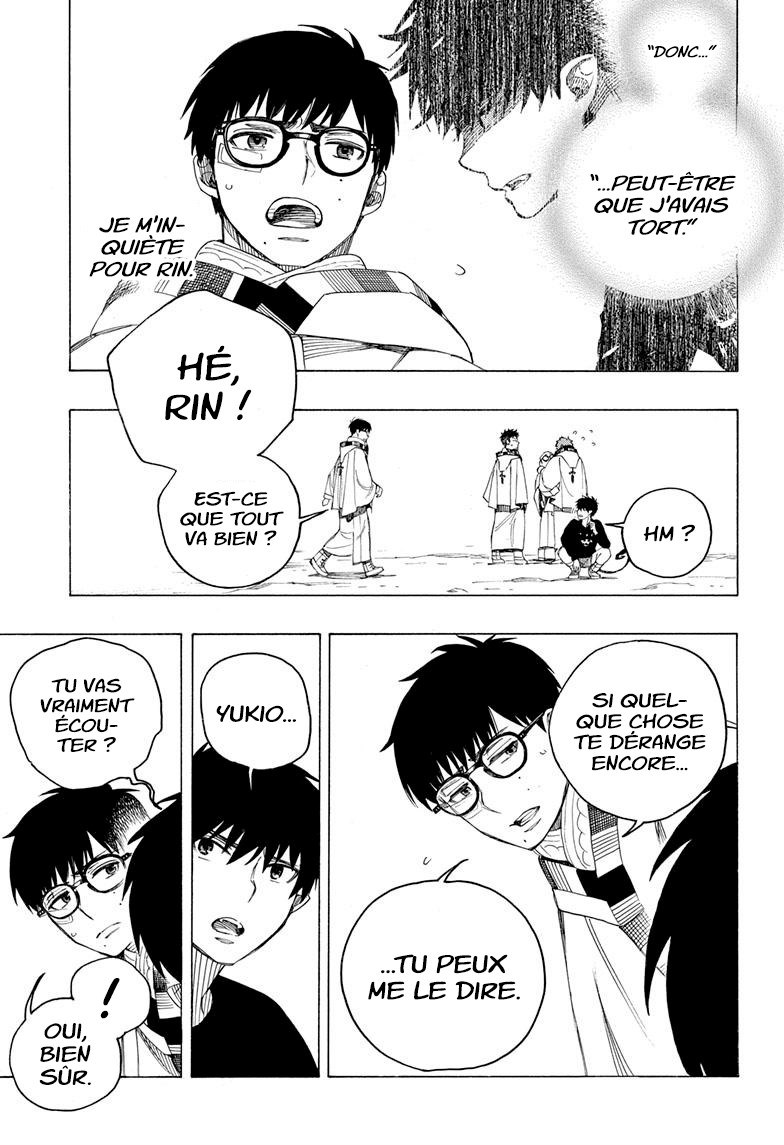 "DONC..."
"...PEUT-ÊTRE
QUE J'AVAIS
TORT."
JE M'IN-
QUIÈTE
POUR RIN.
HÉ,
RIN !
EST-CE
QUE TOUT
VA BIEN ?
HM ?
SI QUEL-
QUE CHOSE
TE DÉRANGE
ENCORE...
...TU PEUX
ME LE DIRE.
YUKIO...
TU VAS
VRAIMENT
ÉCOU-
TER ?
!
OUI,
BIEN
SÛR.